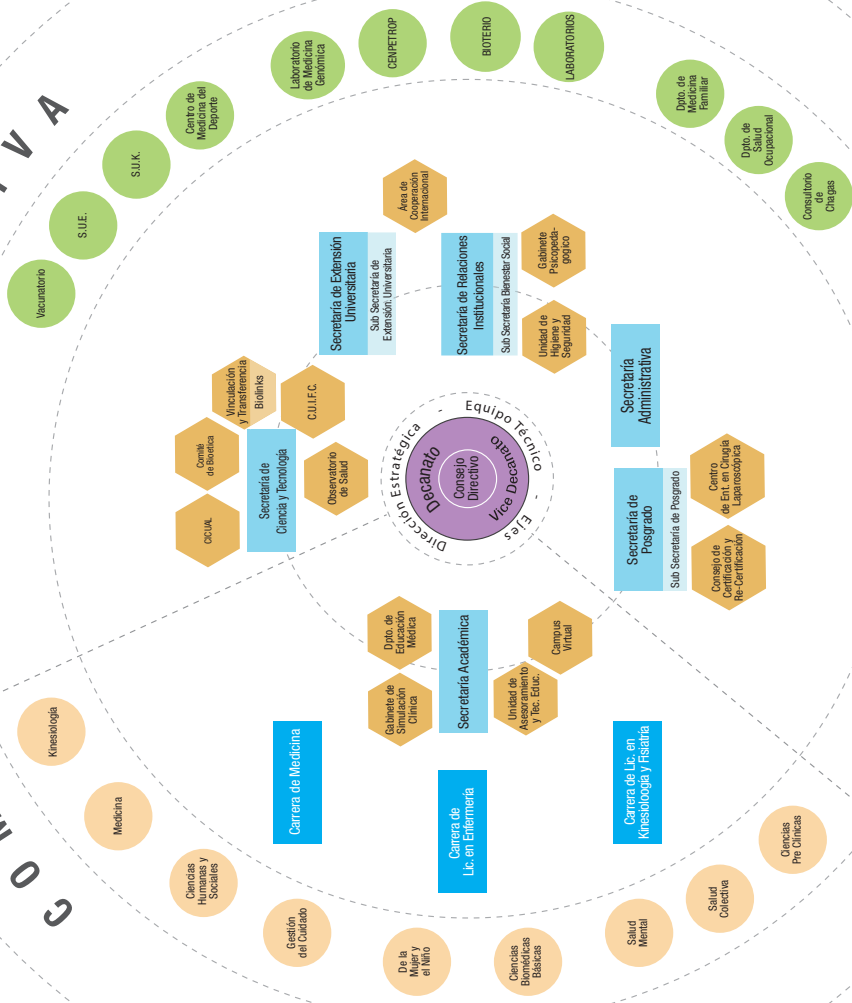 C O M
I V A
Vacunatorio
S.U.E.
S.U.K.
Centro de
Medicina del
Deporte
Laboratorio
de Medicina
Genómica
CENPETROP
BIOTERIO
LABORATORIOS
Dpto. de
Medicina
Familiar
Dpto. de
Salud
Ocupacional
Consultorio
de
Chagas
Área de
Cooperación
Internacional
Secretaría de Extensión
Universitaria
Sub Secretaría de
Extensión. Universitaria
Secretaría de Relaciones
Institucionales
Sub Secretaría Bienestar Social
Gabinete
Psicopeda-
gogico
Unidad de
Higiene y
Seguridad
Secretaría
Administrativa
Vinculación
y Transferencia
Biolinks
Comité
de Bioetica
CICUAL
C.U.I.F.C.
Secretaría de
Ciencia y Tecnología
Observatorio
de Salud
Dirección Estratégica - Equipo Técnico - Ejes
Decanato
Consejo
Directivo
Vice Decanato
Secretaría de
Posgrado
Sub Secretaría de Posgrado
Centro
de Ent. en Cirugía
Laparoscópica
Consejo de
Certificación y
Re-Certificación
Dpto. de
Educación
Médica
Gabinete de
Simulación
Clínica
Secretaría Académica
Campus
Virtual
Unidad de
Asesoramiento
y Tec. Educ.
Carrera de Medicina
Carrera de
Lic. en Enfermería
Carrera de Lic. en
Kinesioloogía y Fisiatría
Kinesiología
Medicina
Ciencias
Humanas y
Sociales
Gestión
del Cuidado
De la
Mujer y
el Niño
Ciencias
Biomédicas
Básicas
Salud
Mental
Salud
Colectiva
Ciencias
Pre Clínicas